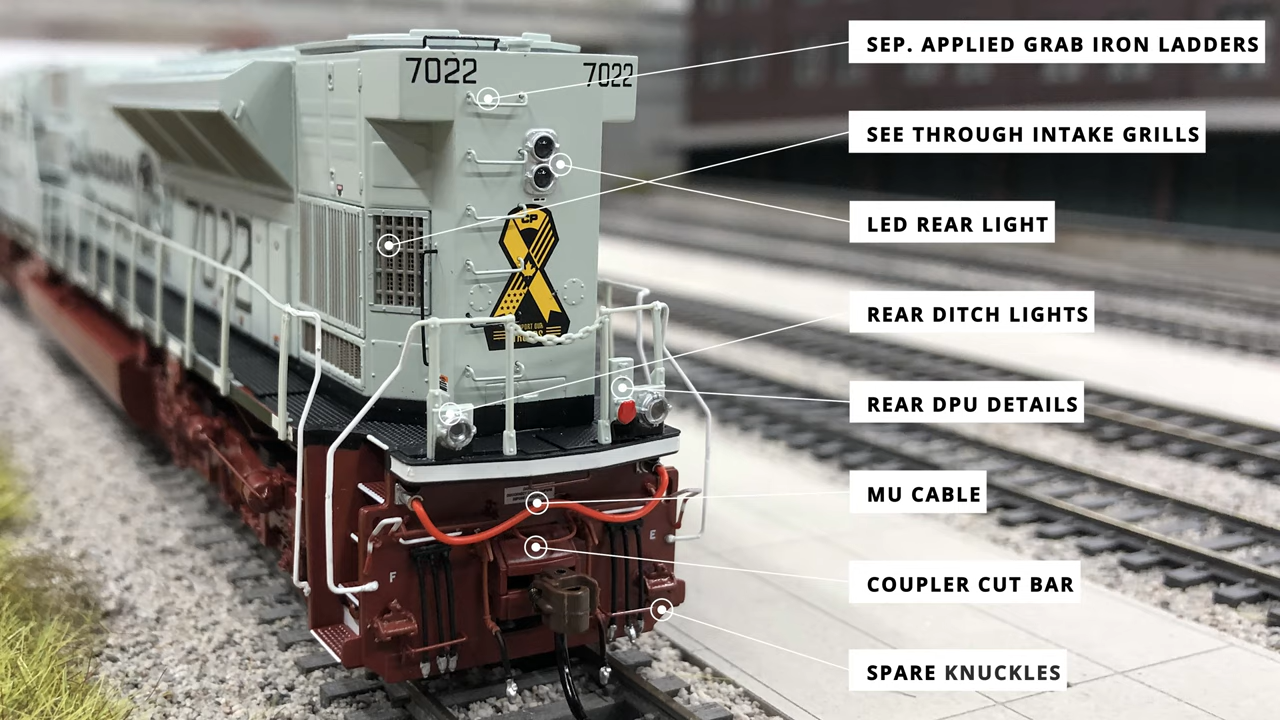 7022
7022
SEP. APPLIED GRAB IRON LADDERS
SEE THROUGH INTAKE GRILLS
LED REAR LIGHT
REAR DITCH LIGHTS
REAR DPU DETAILS
MU CABLE
COUPLER CUT BAR
SPARE KNUCKLES
7022
CP
F
E